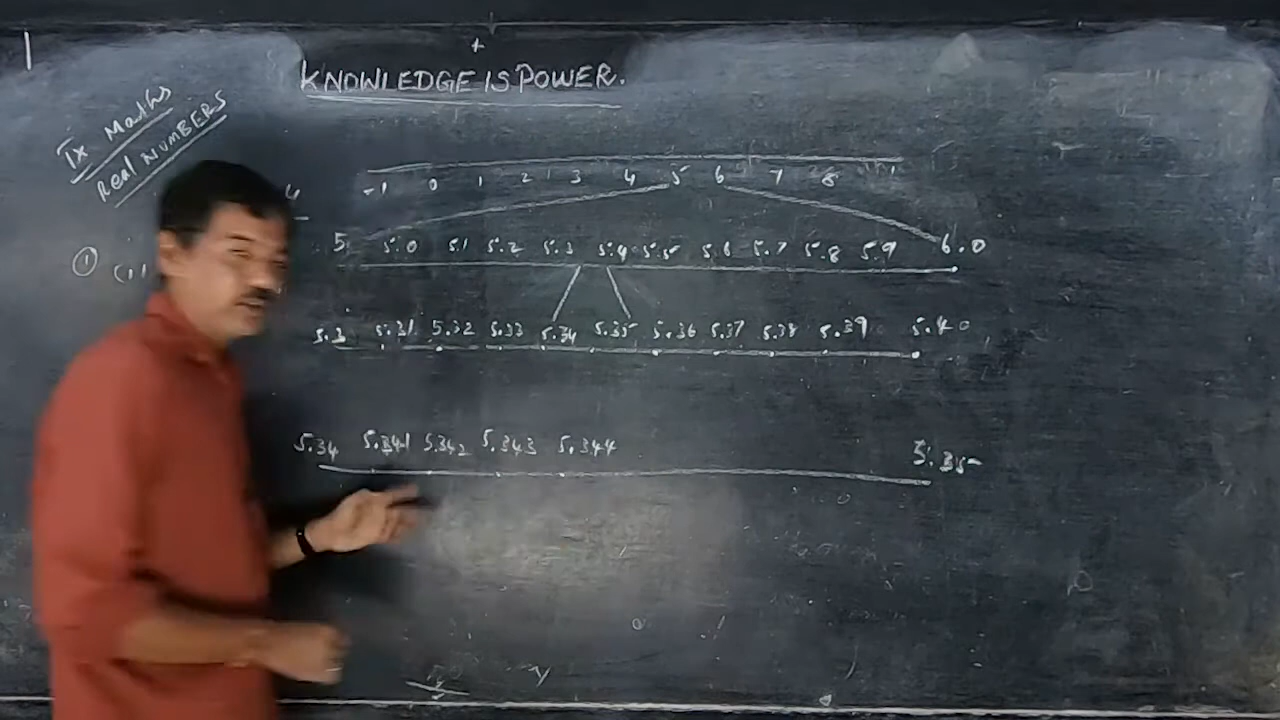 KNOWLEDGE IS POWER.
IX Maths
Real NUMBERS
-1 0 1 2 3 4 5 6 7 8
5 5.0 5.1 5.2 5.3 5.4 5.5 5.6 5.7 5.8 5.9 6.0
①
5.3 5.31 5.32 5.33 5.34 5.35 5.36 5.37 5.38 5.39 5.40
5.34 5.341 5.342 5.343 5.344 5.35